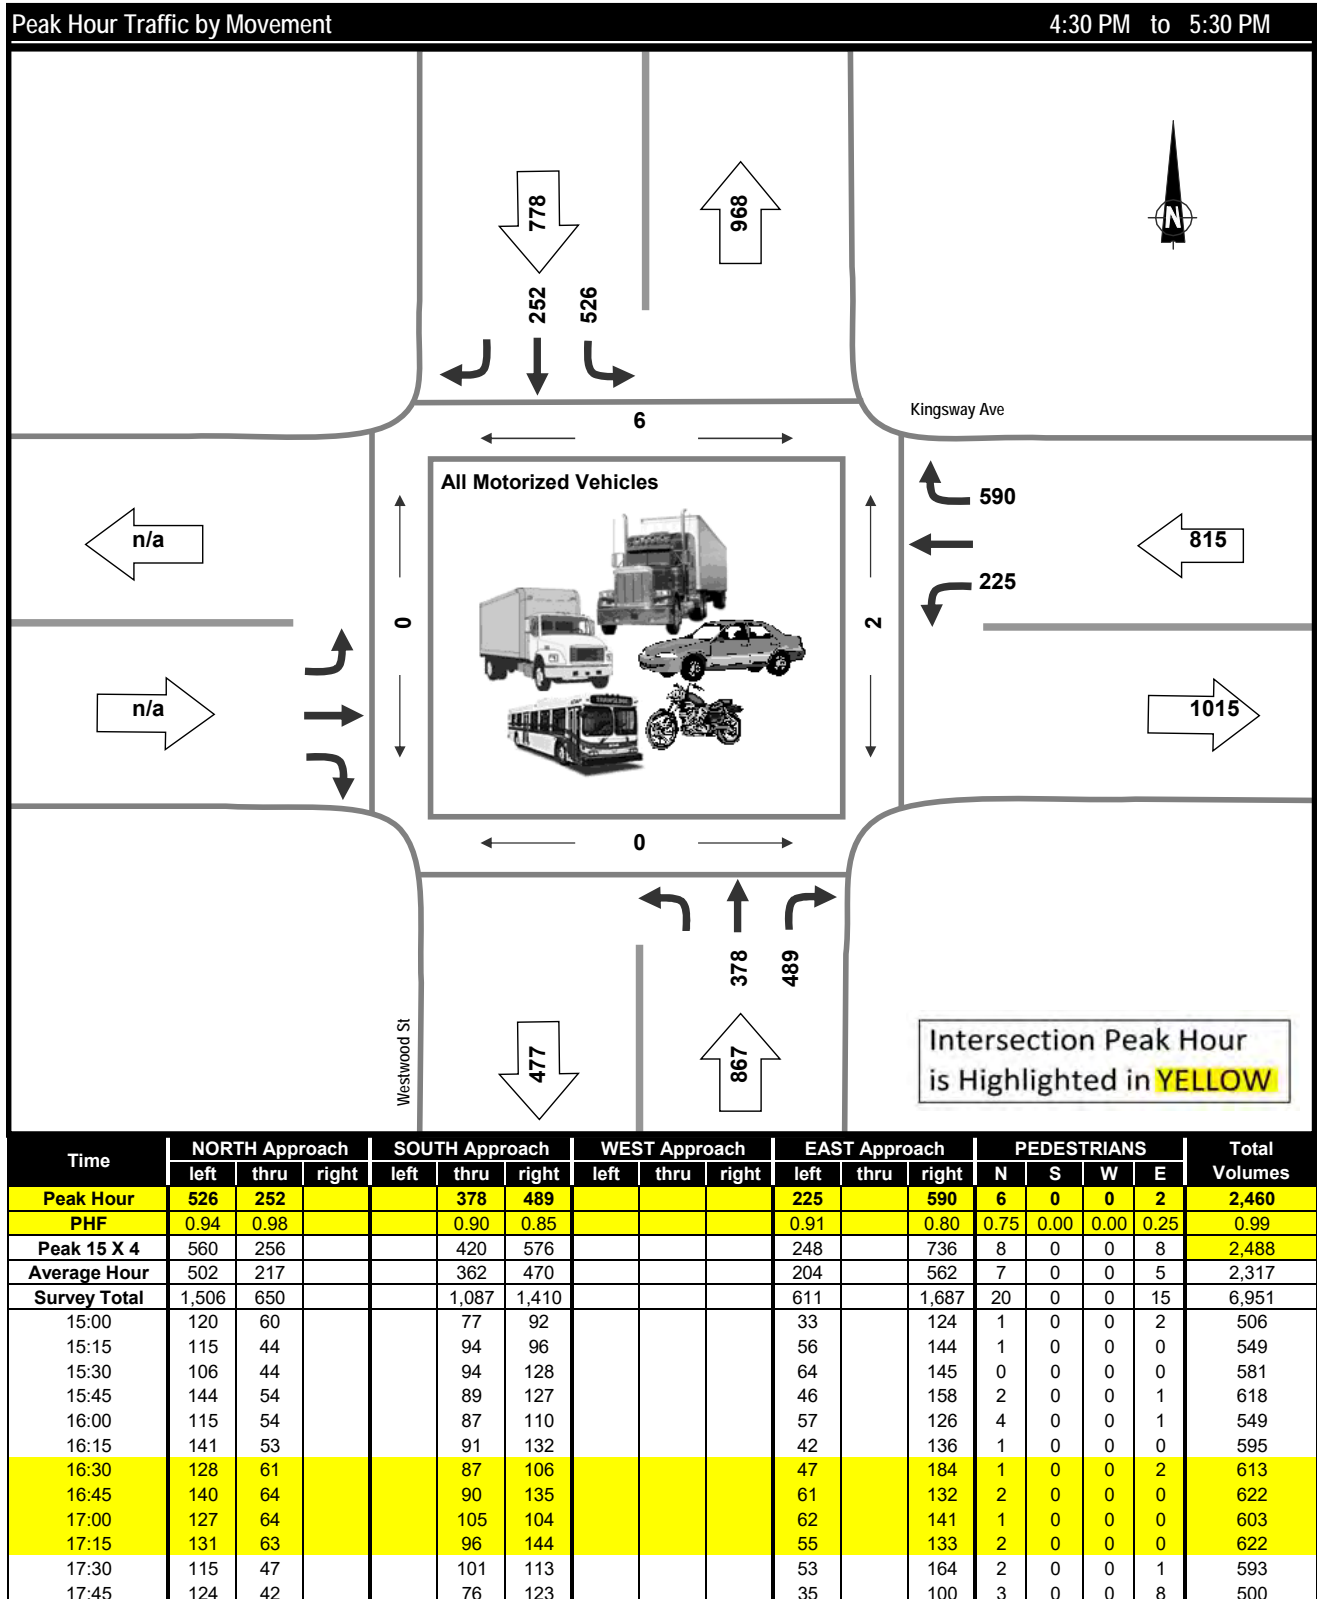 Peak Hour Traffic by Movement 4:30 PM to 5:30 PM
778
968
252 526
Kingsway Ave
6
All Motorized Vehicles
590
n/a
815
225
0
2
n/a
1015
0
378 489
Westwood St
477
867
Intersection Peak Hour
is Highlighted in YELLOW
N
Time NORTH Approach SOUTH Approach WEST Approach EAST Approach PEDESTRIANS Total
left thru right left thru right left thru right left thru right N S W E Volumes
Peak Hour 526 252 378 489 225 590 6 0 0 2 2,460
PHF 0.94 0.98 0.90 0.85 0.91 0.80 0.75 0.00 0.00 0.25 0.99
Peak 15 X 4 560 256 420 576 248 736 8 0 0 8 2,488
Average Hour 502 217 362 470 204 562 7 0 0 5 2,317
Survey Total 1,506 650 1,087 1,410 611 1,687 20 0 0 15 6,951
15:00 120 60 77 92 33 124 1 0 0 2 506
15:15 115 44 94 96 56 144 1 0 0 0 549
15:30 106 44 94 128 64 145 0 0 0 0 581
15:45 144 54 89 127 46 158 2 0 0 1 618
16:00 115 54 87 110 57 126 4 0 0 1 549
16:15 141 53 91 132 42 136 1 0 0 0 595
16:30 128 61 87 106 47 184 1 0 0 2 613
16:45 140 64 90 135 61 132 2 0 0 0 622
17:00 127 64 105 104 62 141 1 0 0 0 603
17:15 131 63 96 144 55 133 2 0 0 0 622
17:30 115 47 101 113 53 164 2 0 0 1 593
17:45 124 42 76 123 35 100 3 0 0 8 500